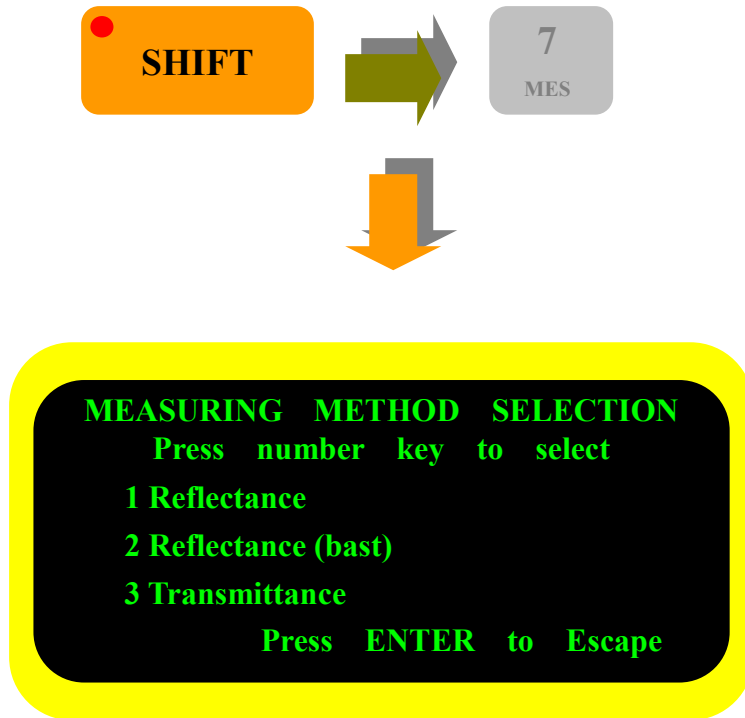 SHIFT
7
MES
MEASURING METHOD SELECTION
Press number key to select
1 Reflectance
2 Reflectance (bast)
3 Transmittance
Press ENTER to Escape